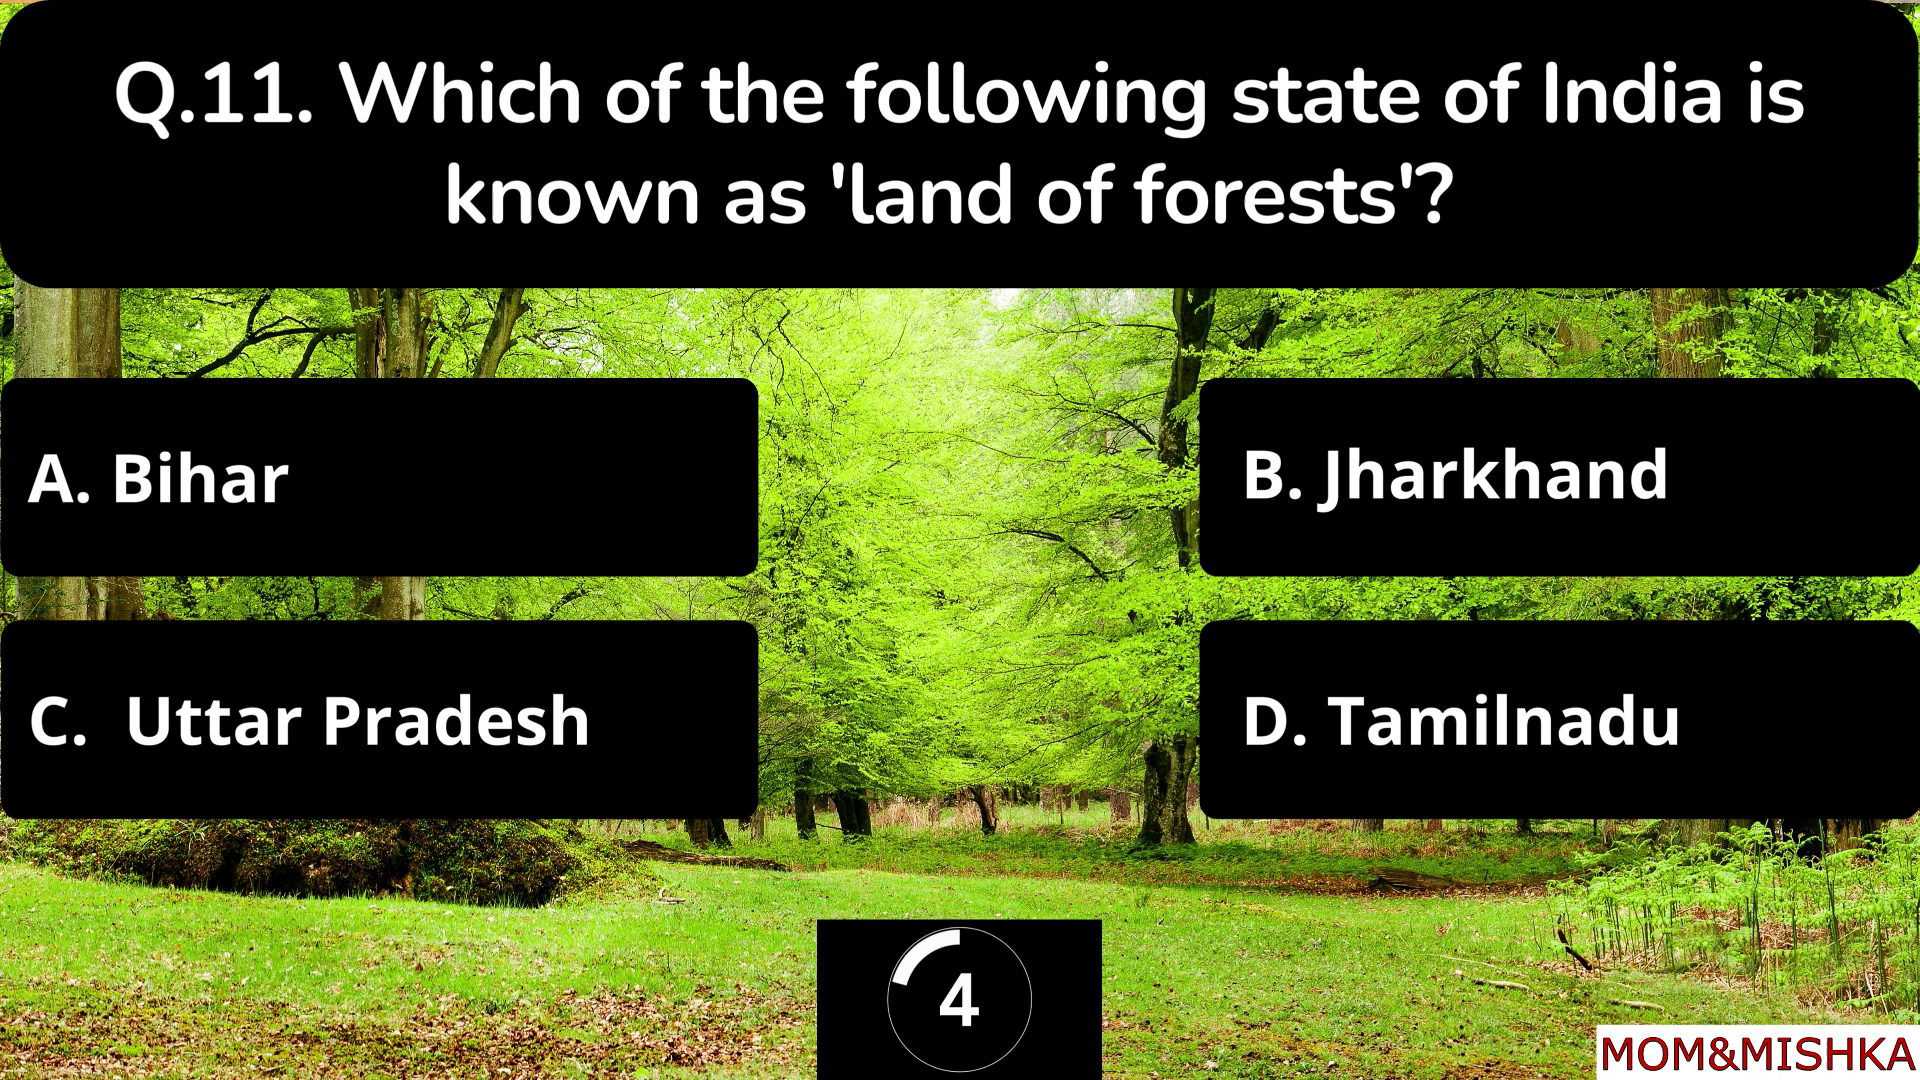 Q.11. Which of the following state of India is
known as 'land of forests'?
A. Bihar
B. Jharkhand
C. Uttar Pradesh
D. Tamilnadu
4
MOM&MISHKA